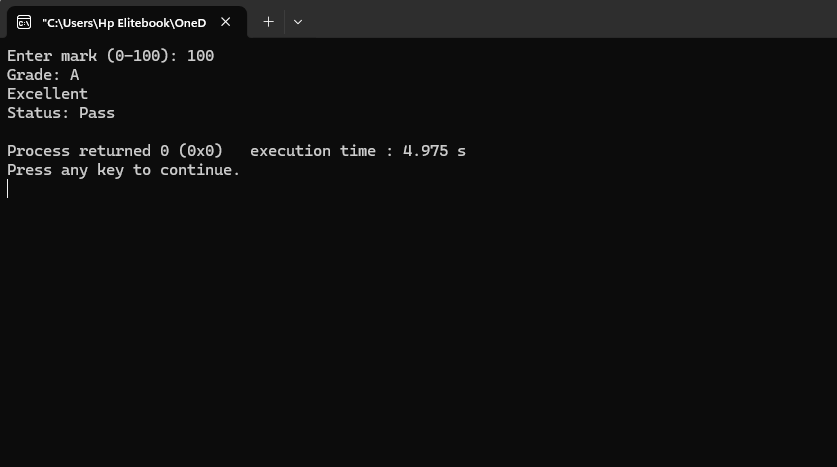 "C:\Users\Hp Elitebook\OneD
Enter mark (0-100): 100
Grade: A
Excellent
Status: Pass
Process returned 0 (0x0)   execution time : 4.975 s
Press any key to continue.